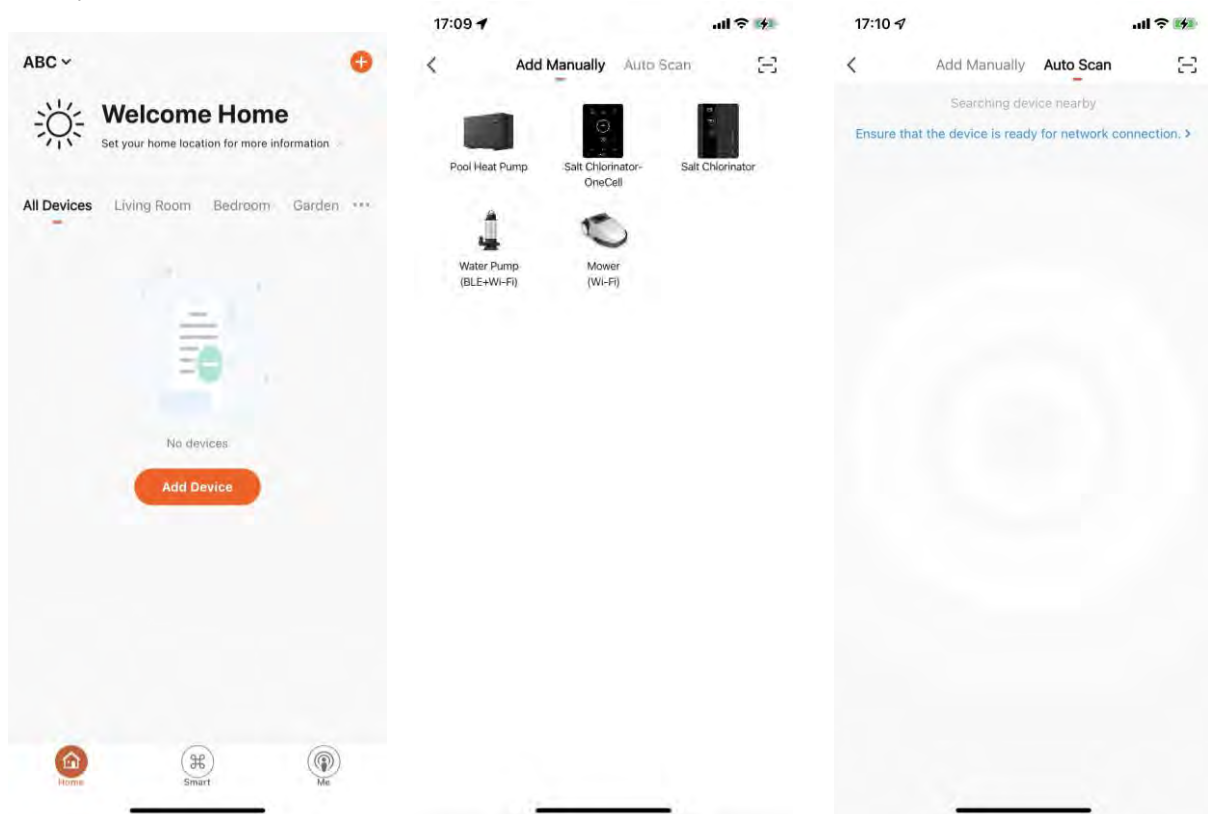 ABC
Welcome Home
Set your home location for more information
All Devices Living Room Bedroom Garden ...
No devices
Add Device
Home Smart Me
17:09
Add Manually Auto Scan
Pool Heat Pump
Salt Chlorinator-
OneCell
Salt Chlorinator
Water Pump
(BLE+Wi-Fi)
Mower
(Wi-Fi)
17:10
Add Manually Auto Scan
Searching device nearby
Ensure that the device is ready for network connection. >